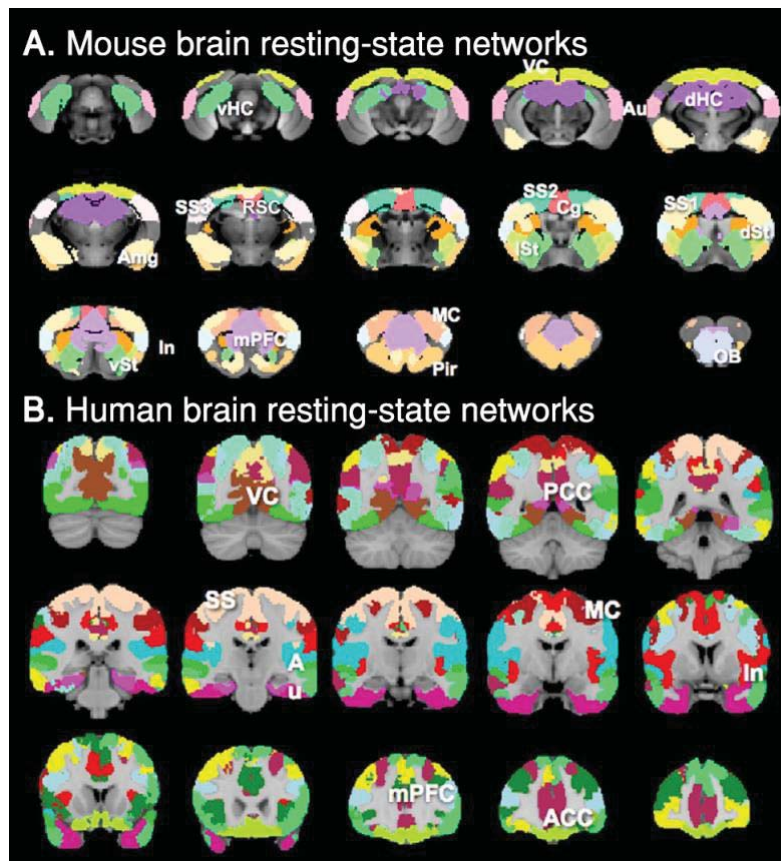 A. Mouse brain resting-state networks
VC
vHC
Au
dHC
SS3
RSC
SS2
Cg
SS1
Amg
lSt
dSt
In
mPFC
MC
vSt
Pir
OB
B. Human brain resting-state networks
VC
PCC
SS
MC
A
u
In
mPFC
ACC